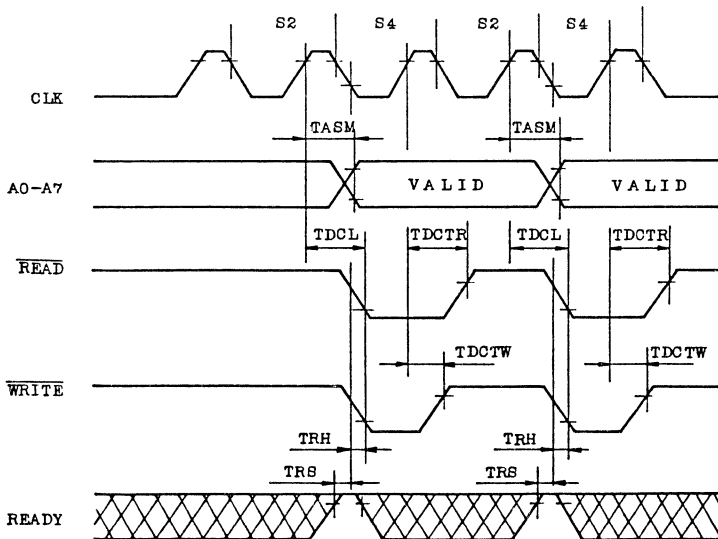 S2 S4 S2 S4
CLK
TASM TASM
A0-A7 VALID VALID
TDCL TDCTR TDCL TDCTR
READ
TDCTW TDCTW
WRITE
TRH TRH
TRS TRS
READY